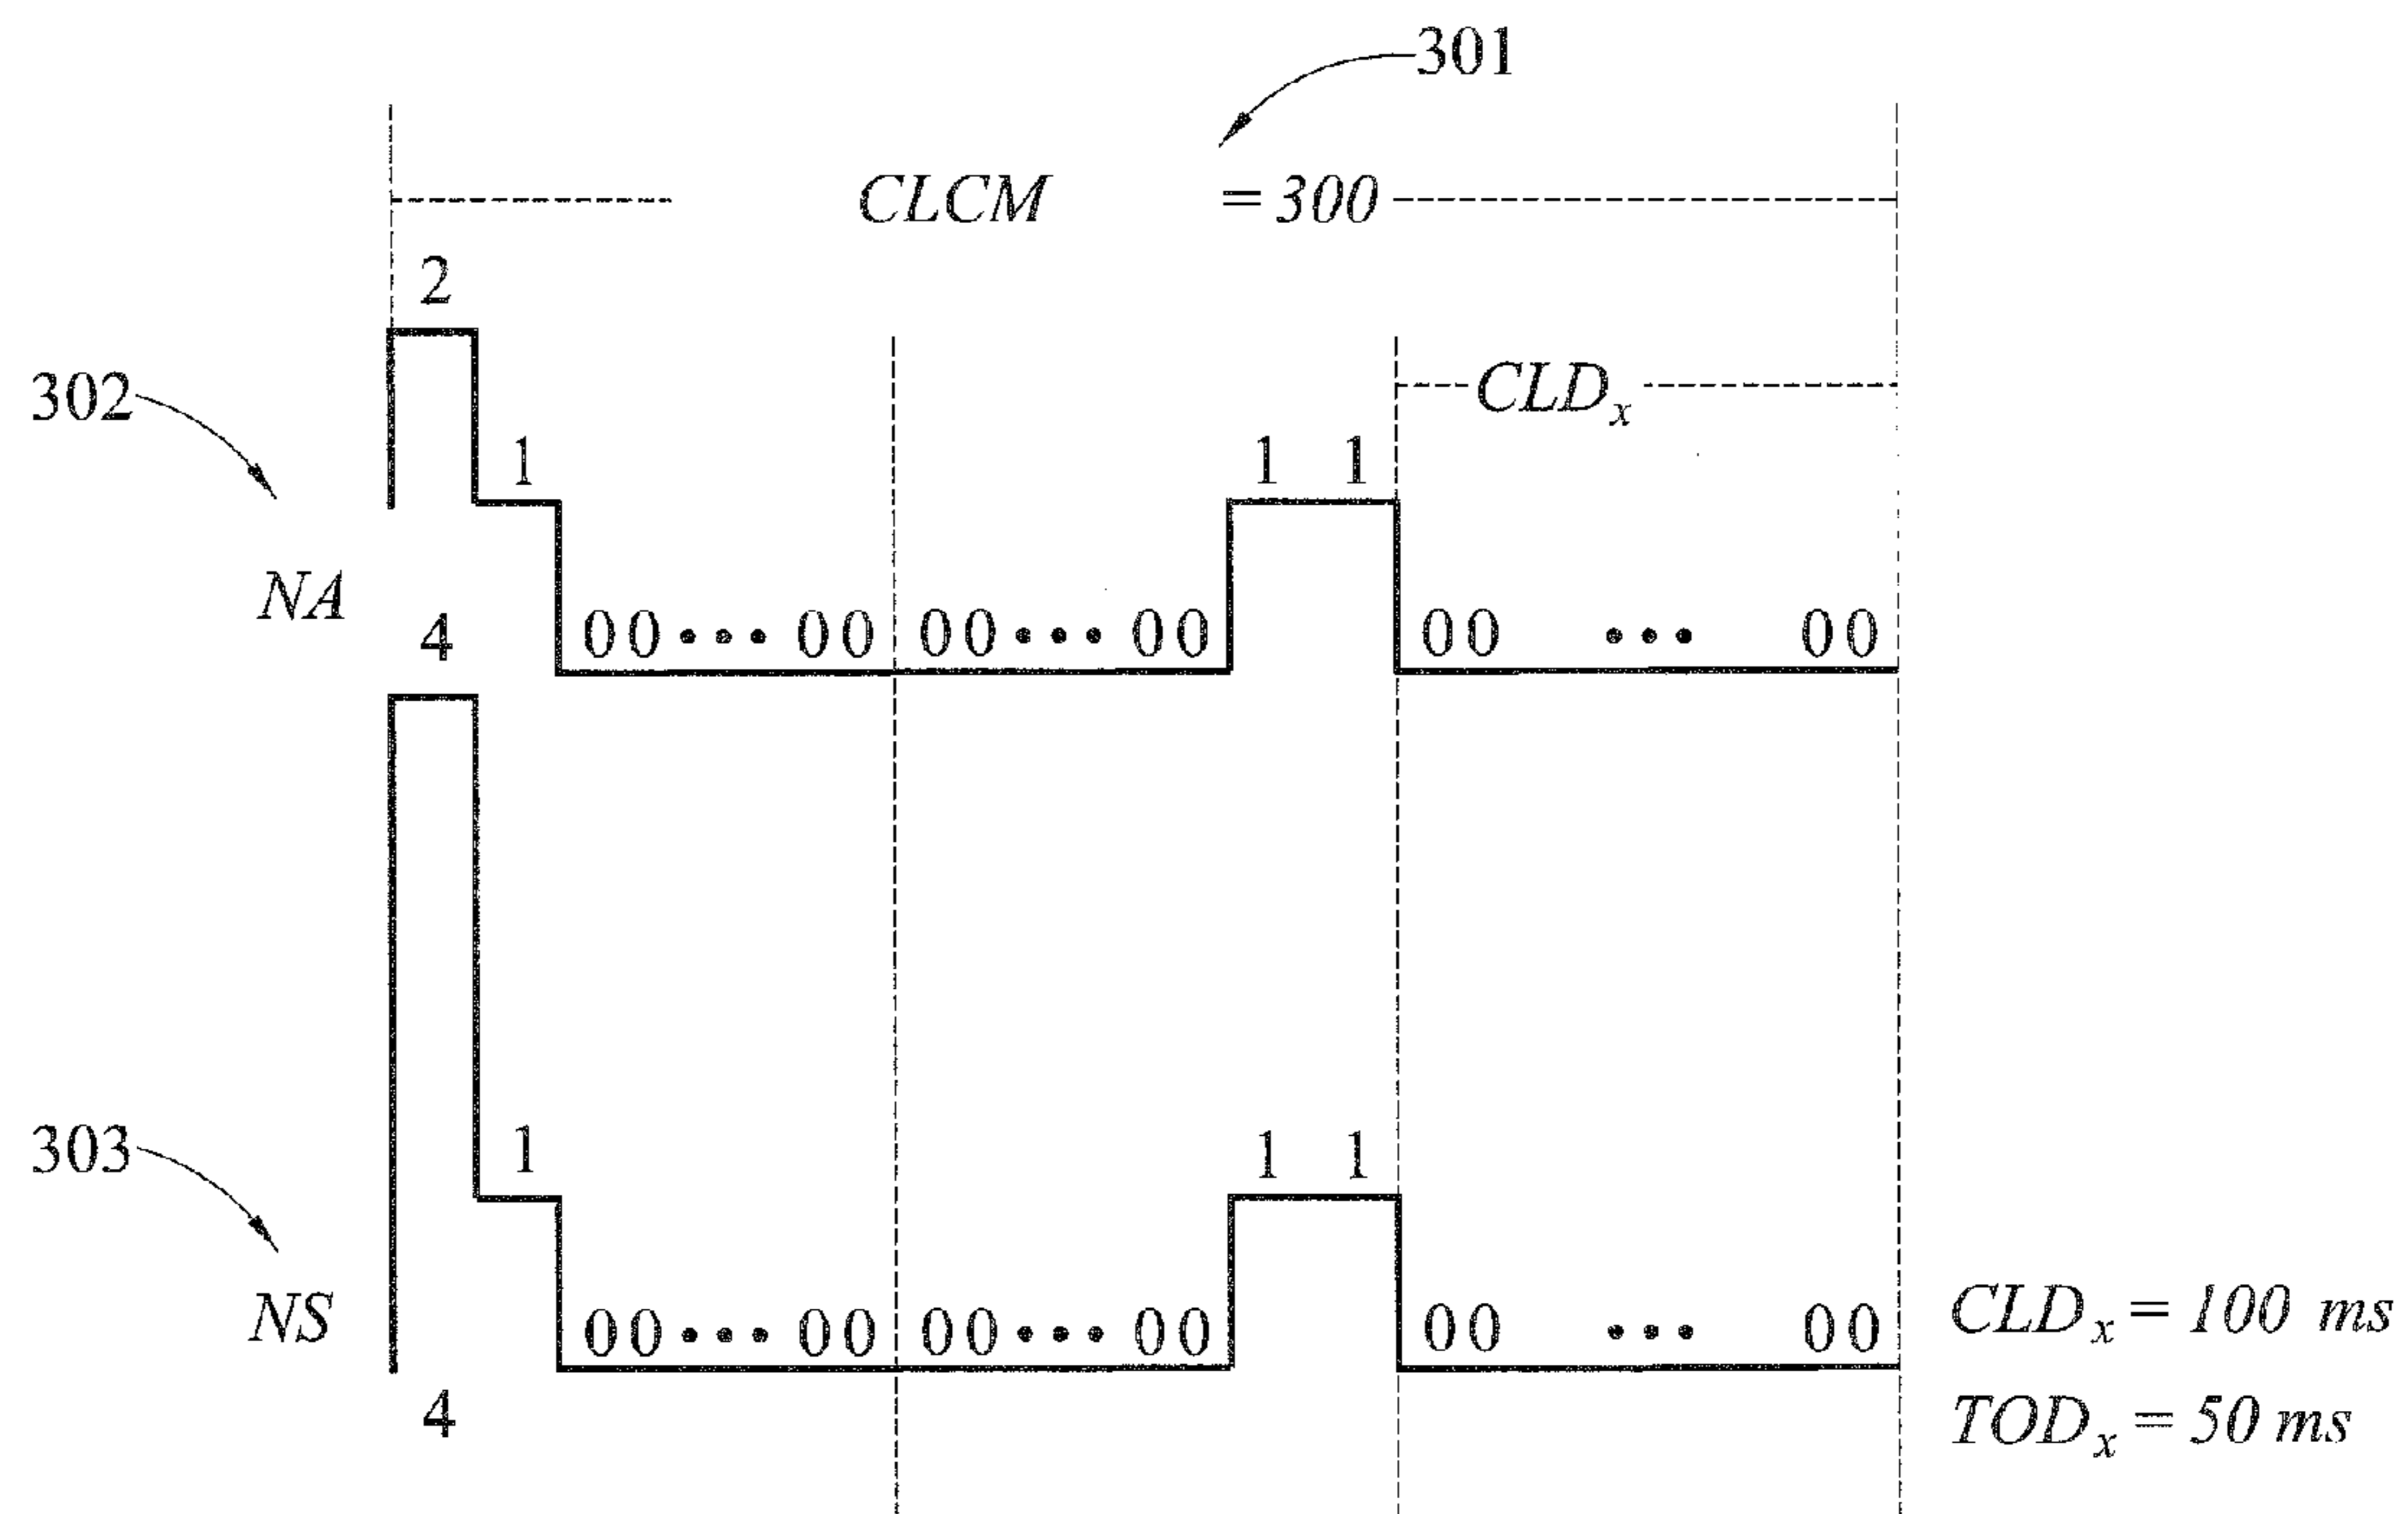 301
CLCM = 300
2
302
CLDx
1 1 1
NA
4
00...00 00...00 00 ... 00
303
1 1 1
NS
00...00 00...00 00 ... 00
CLDx = 100 ms
4
TODx = 50 ms